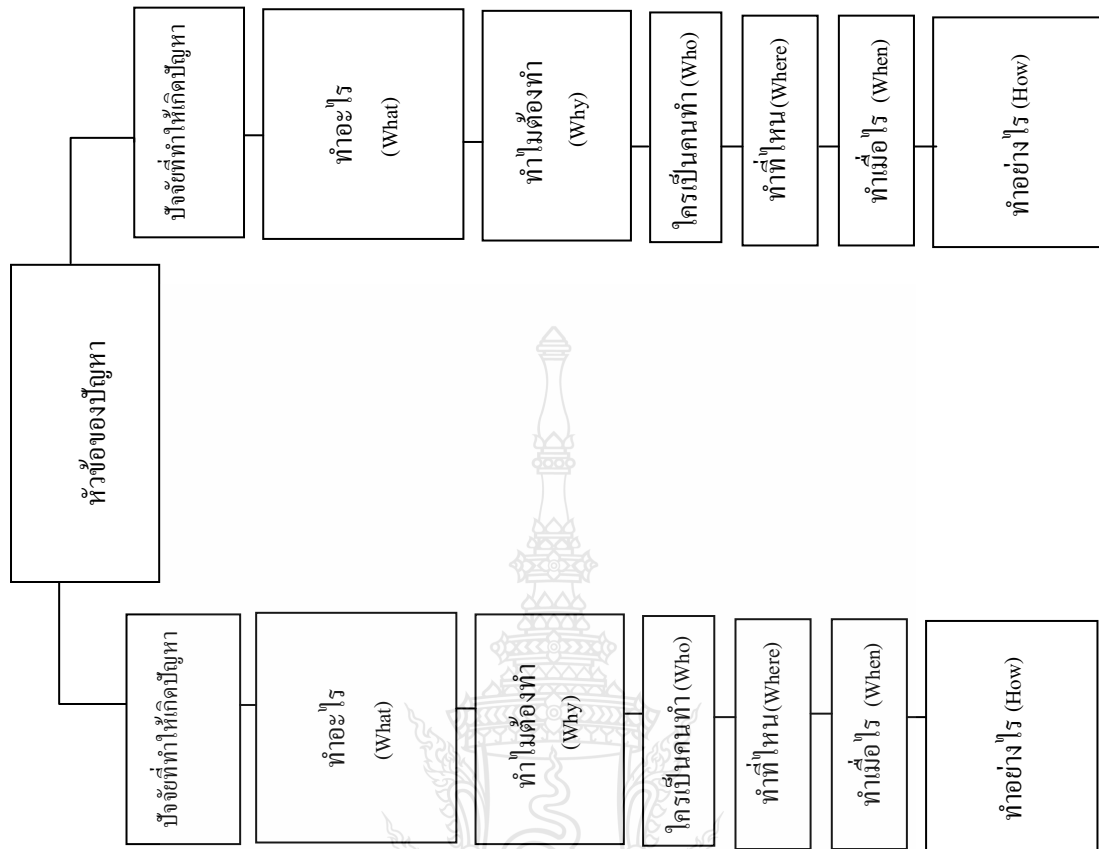 หัวข้อของปัญหา
ปัจจัยที่ทำให้เกิดปัญหา
ทำอะไร
(What)
ทำไมต้องทำ
(Why)
ใครเป็นคนทำ (Who)
ทำที่ไหน (Where)
ทำเมื่อไร (When)
ทำอย่างไร (How)
ปัจจัยที่ทำให้เกิดปัญหา
ทำอะไร
(What)
ทำไมต้องทำ
(Why)
ใครเป็นคนทำ (Who)
ทำที่ไหน (Where)
ทำเมื่อไร (When)
ทำอย่างไร (How)